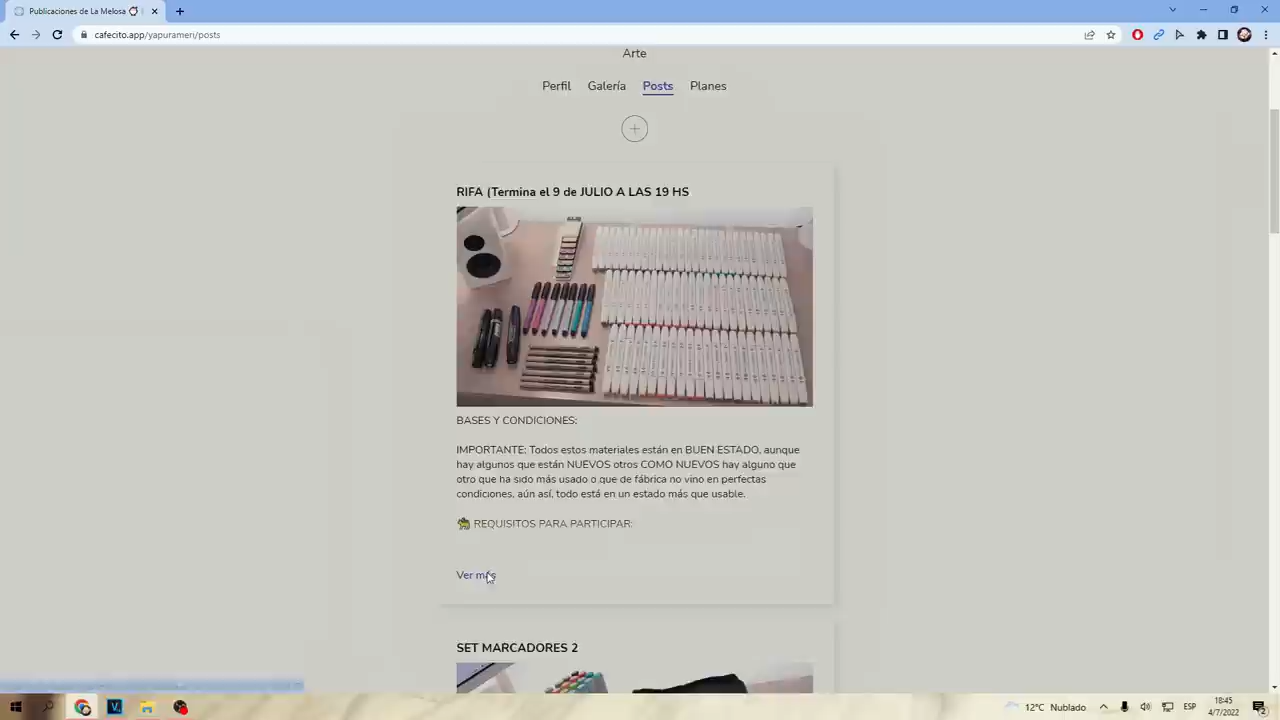 Publicaciones de La Melosa
cafecito.app/yapurameri/posts
Arte
Perfil Galería Posts Planes
RIFA (Termina el 9 de JULIO A LAS 19 HS
BASES Y CONDICIONES:
IMPORTANTE: Todos estos materiales están en BUEN ESTADO, aunque
hay algunos que están NUEVOS otros COMO NUEVOS hay alguno que
otro que ha sido más usado o que de fábrica no vino en perfectas
condiciones, aún así, todo está en un estado más que usable.
REQUISITOS PARA PARTICIPAR:
Ver más
SET MARCADORES 2
12°C Nublado
ESP
18:45
4/7/2022